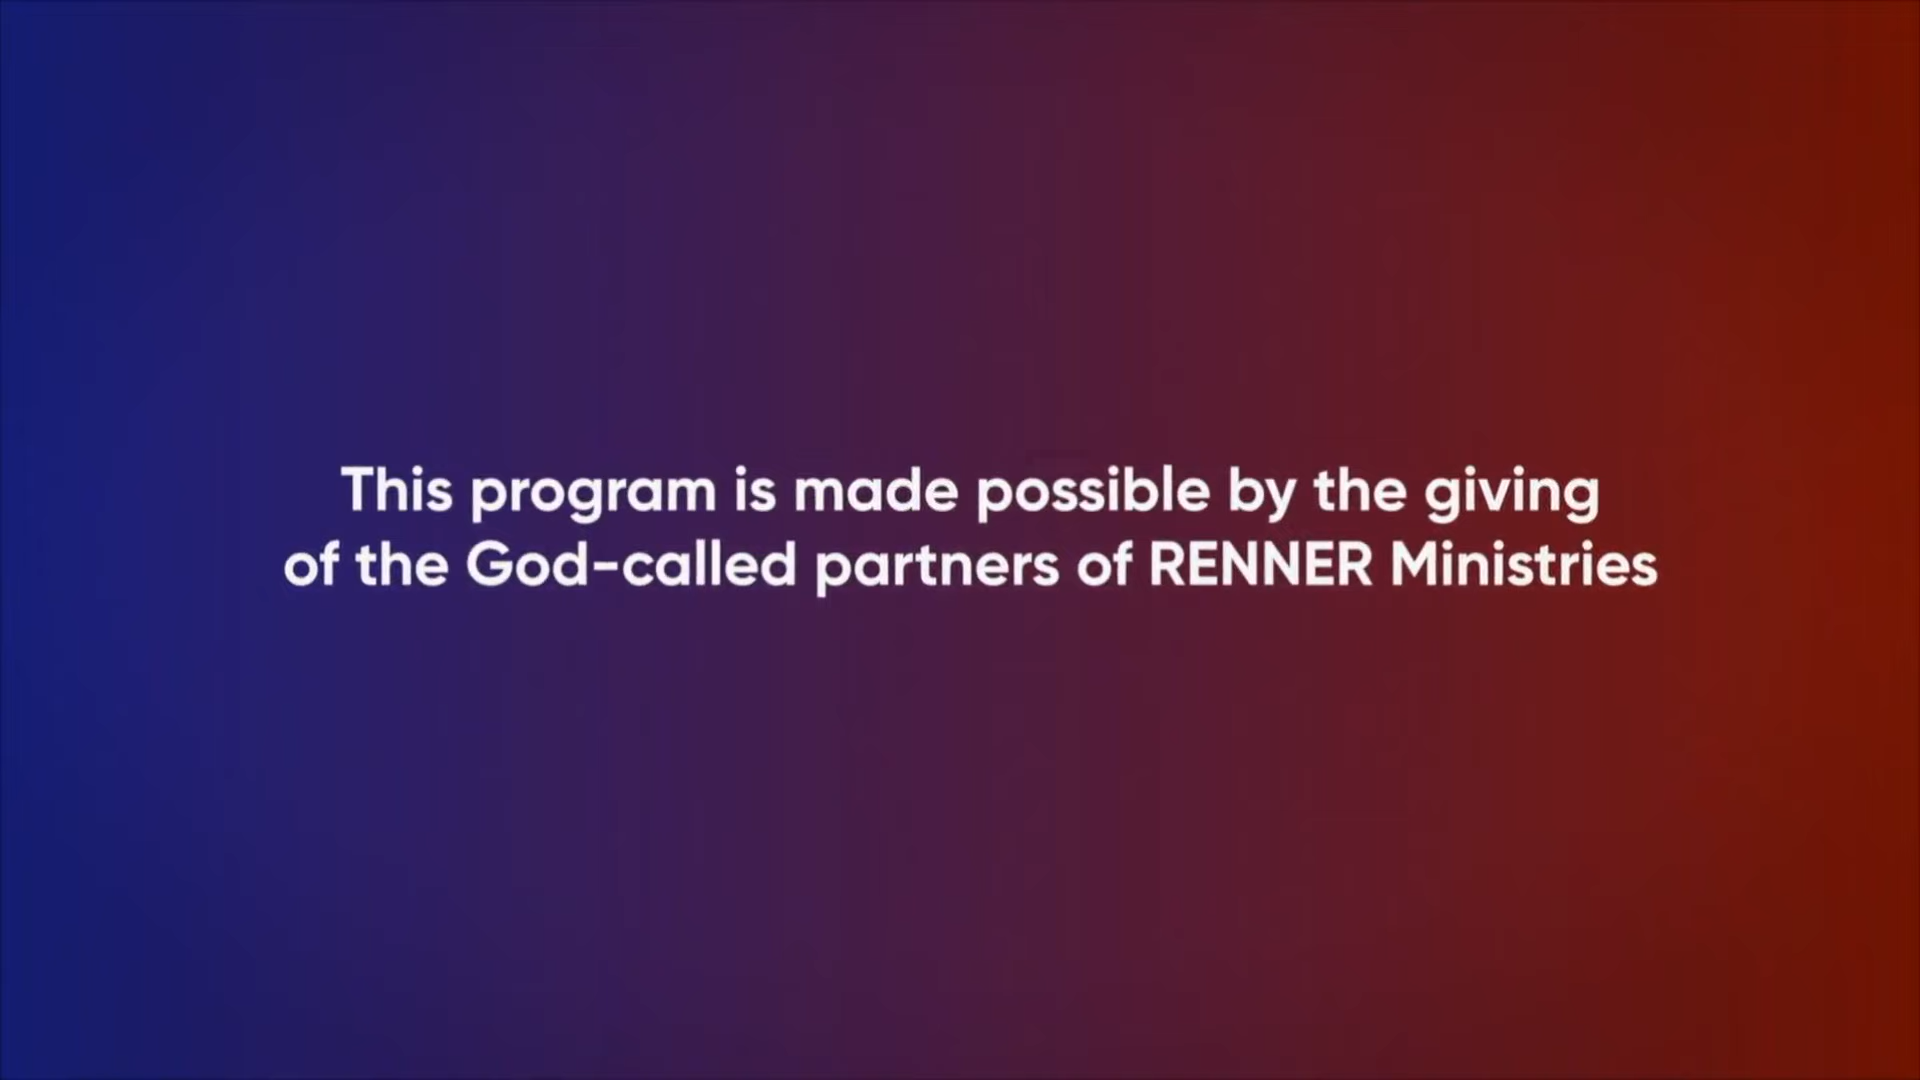 This program is made possible by the giving
of the God-called partners of RENNER Ministries